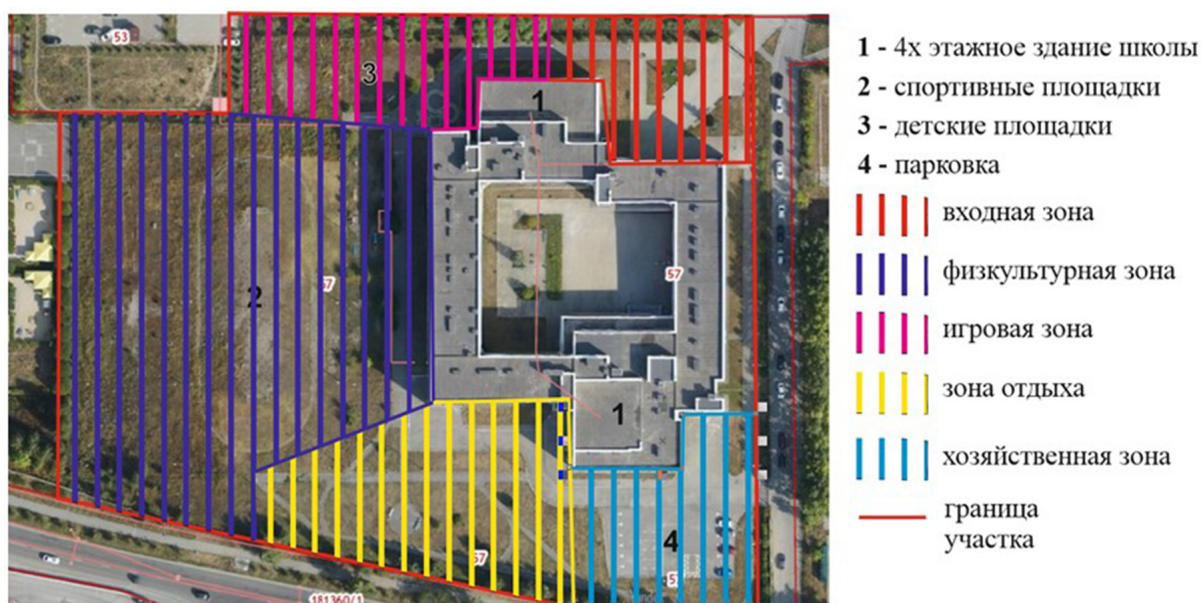 53
3
1
1 - 4х этажное здание школы
2 - спортивные площадки
3 - детские площадки
4 - парковка
входная зона
57
физкультурная зона
2
57
игровая зона
зона отдыха
1
хозяйственная зона
4
57
57
граница
участка
181360/1